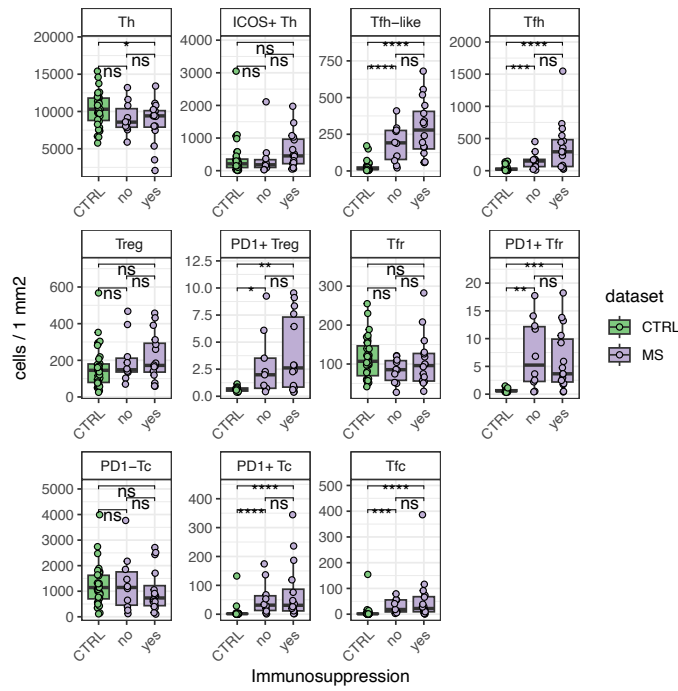 Th ICOS+ Th Tfh−like Tfh
20000 15000 10000 5000
* ns ns
4000 3000 2000 1000 0
ns ns ns
750 500 250 0
**** **** ns
2000 1500 1000 500 0
**** *** ns
CTRL no yes CTRL no yes CTRL no yes CTRL no yes
Treg PD1+ Treg Tfr PD1+ Tfr
600 400 200 0
ns ns ns
12.5 10.0 7.5 5.0 2.5 0.0
** * ns
300 200 100
ns ns ns
20 15 10 5 0
*** ** ns
CTRL no yes CTRL no yes CTRL no yes CTRL no yes
PD1−Tc PD1+ Tc Tfc
5000 4000 3000 2000 1000 0
ns ns ns
400 300 200 100 0
**** **** ns
500 400 300 200 100 0
**** *** ns
CTRL no yes CTRL no yes CTRL no yes
cells / 1 mm2
Immunosuppression
dataset
CTRL
MS